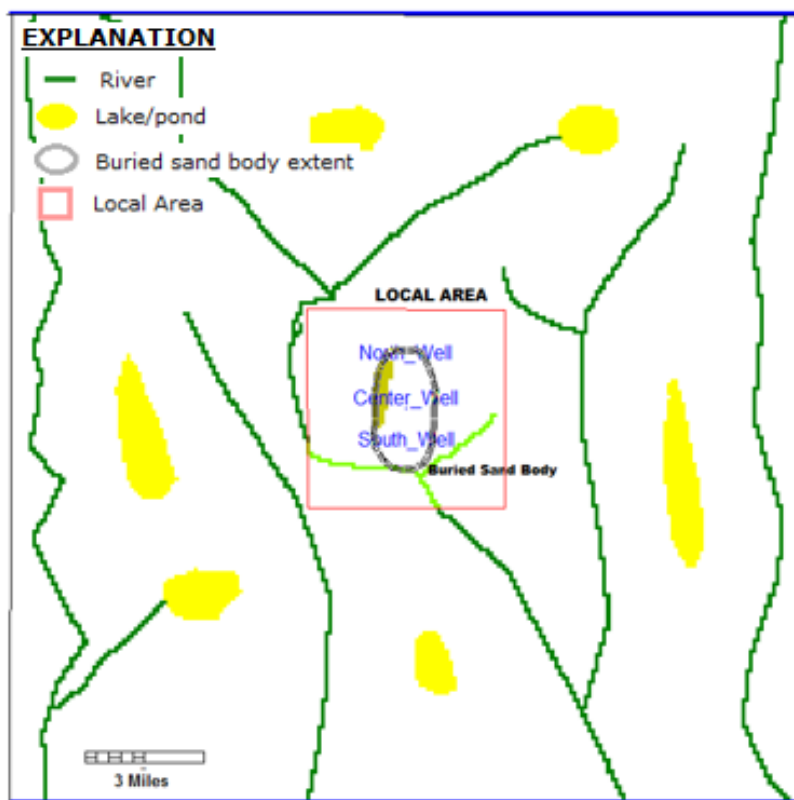 EXPLANATION
River
Lake/pond
Buried sand body extent
Local Area
LOCAL AREA
North_Well
Center_Well
South_Well
Buried Sand Body
3 Miles